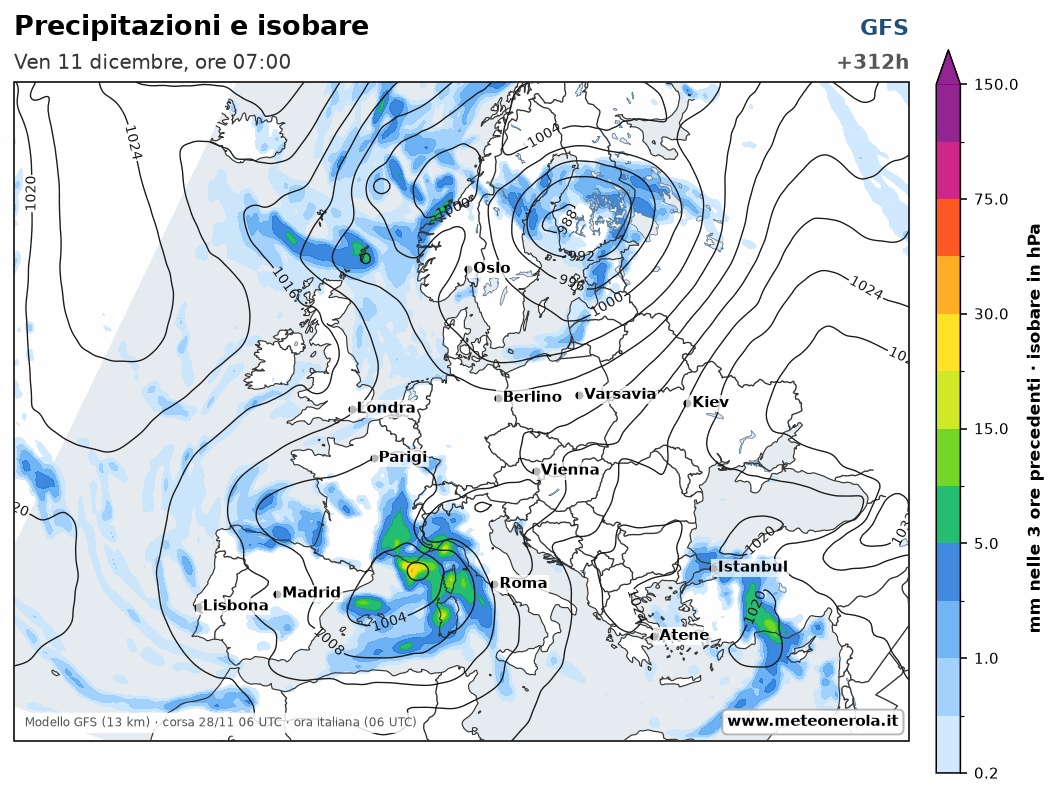 Precipitazioni e isobare
GFS
Ven 11 dicembre, ore 07:00
+312h
150.0
75.0
30.0
15.0
5.0
1.0
0.2
mm nelle 3 ore precedenti · isobare in hPa
1024
1020
1004
1000
988
992
996
1000
1016
1024
Oslo
Berlino
Varsavia
Kiev
Londra
Parigi
Vienna
1020
Istanbul
Roma
Madrid
Lisbona
1020
1004
1008
Atene
Modello GFS (13 km) · corsa 28/11 06 UTC · ora italiana (06 UTC)
www.meteonerola.it